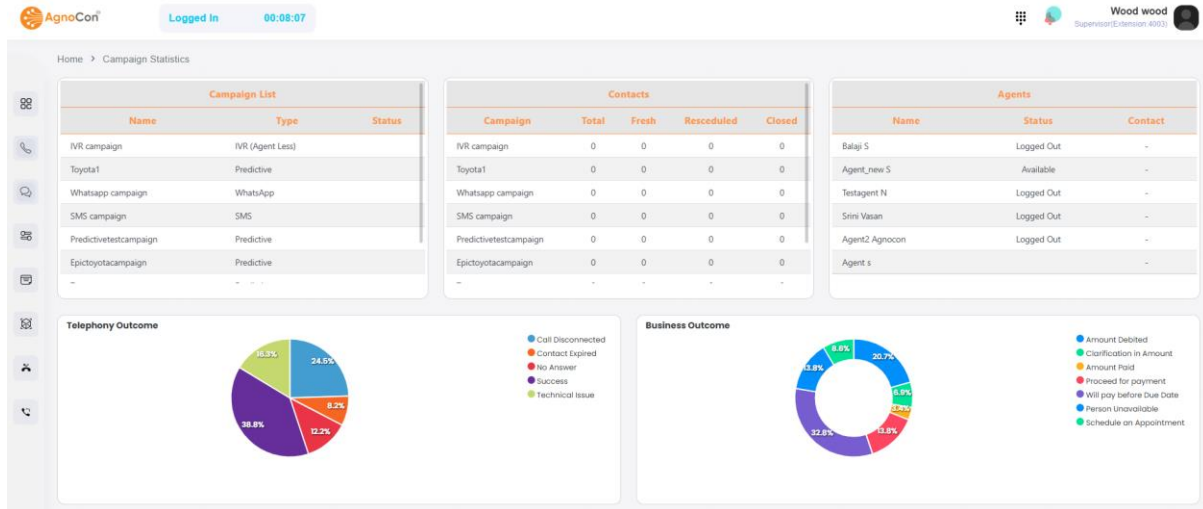 AgnoCon
Logged In 00:08:07
Wood wood
Supervisor(Extension:4003)
Home > Campaign Statistics
Campaign List
Name Type Status
IVR campaign IVR (Agent Less)
Toyota1 Predictive
Whatsapp campaign WhatsApp
SMS campaign SMS
Predictivetestcampaign Predictive
Epictoyotacampaign Predictive
Contacts
Campaign Total Fresh Resceduled Closed
IVR campaign 0 0 0 0
Toyota1 0 0 0 0
Whatsapp campaign 0 0 0 0
SMS campaign 0 0 0 0
Predictivetestcampaign 0 0 0 0
Epictoyotacampaign 0 0 0 0
Agents
Name Status Contact
Balaji S Logged Out -
Agent_new S Available -
Testagent N Logged Out -
Srini Vasan Logged Out -
Agent2 Agnocon Logged Out -
Agent s -
Telephony Outcome
16.3%
24.5%
8.2%
38.8%
12.2%
Call Disconnected
Contact Expired
No Answer
Success
Technical Issue
Business Outcome
8.6%
20.7%
13.8%
6.9%
3.4%
32.8%
13.8%
Amount Debited
Clarification in Amount
Amount Paid
Proceed for payment
Will pay before Due Date
Person Unavailable
Schedule an Appointment